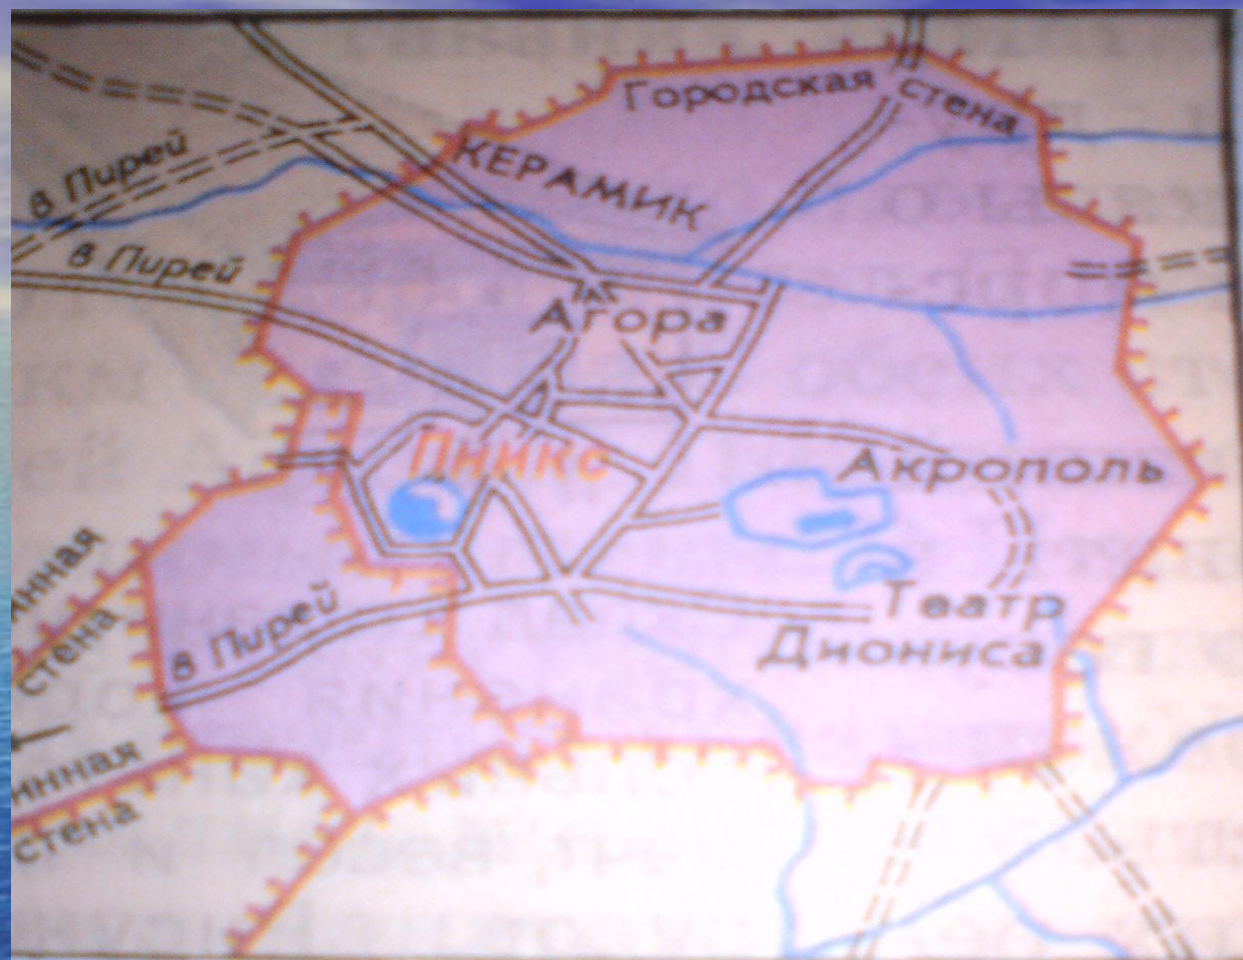 Городская стена
КЕРАМИК
в Пирей
в Пирей
Агора
Пникс
Акрополь
в Пирей
Театр
Диониса
стена
стена